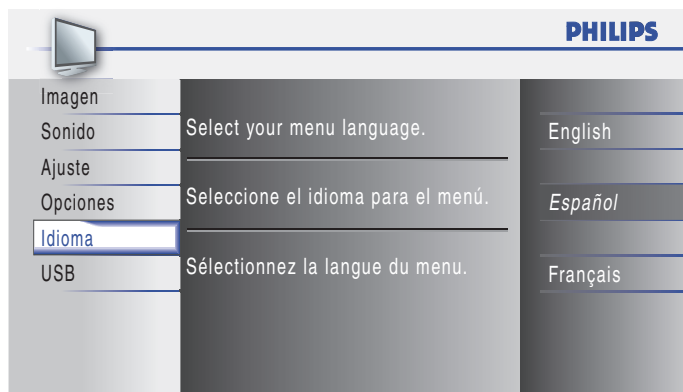 PHILIPS
Imagen
Sonido
Ajuste
Opciones
Idioma
USB
Select your menu language.
Seleccione el idioma para el menú.
Sélectionnez la langue du menu.
English
Español
Français